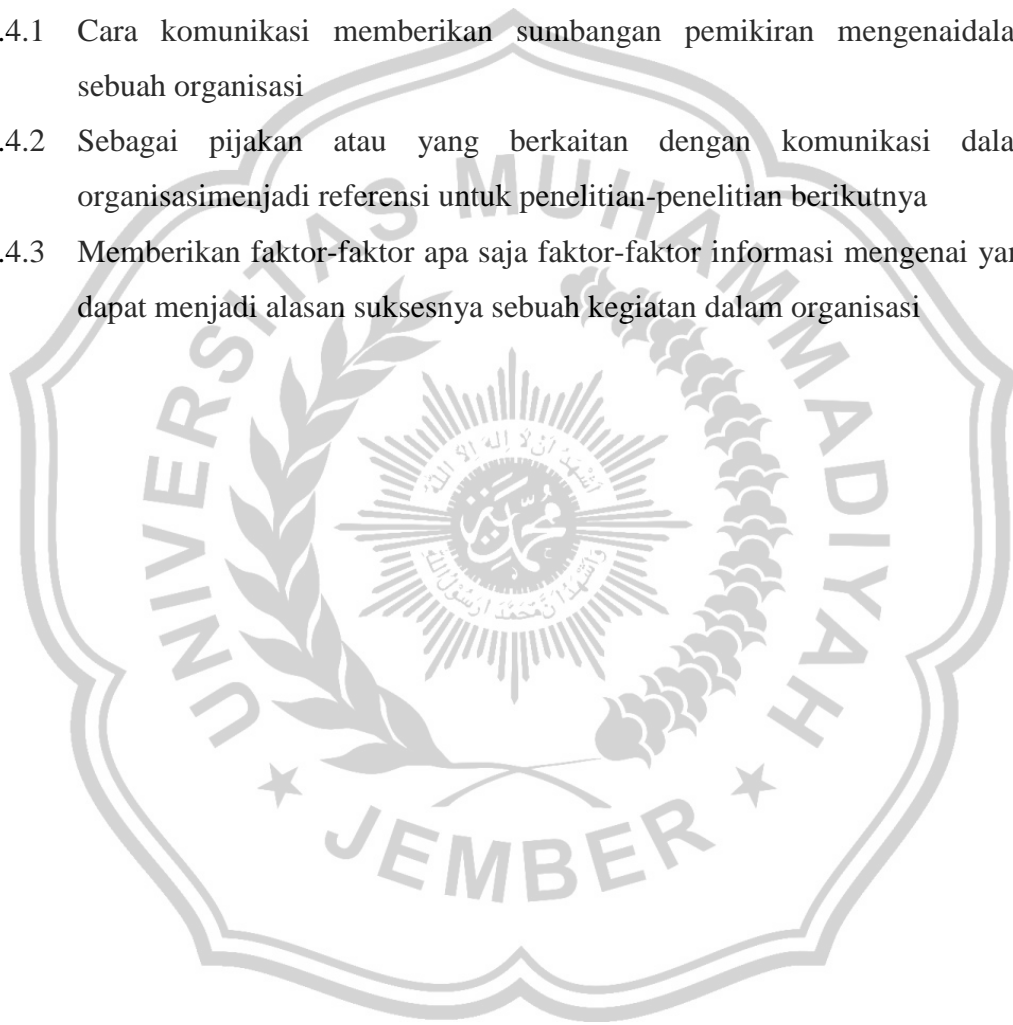 .4.1 Cara komunikasi memberikan sumbangan pemikiran mengenaidala
sebuah organisasi
.4.2 Sebagai pijakan atau yang berkaitan dengan komunikasi dala
organisasimenjadi referensi untuk penelitian-penelitian berikutnya
.4.3 Memberikan faktor-faktor apa saja faktor-faktor informasi mengenai yan
dapat menjadi alasan suksesnya sebuah kegiatan dalam organisasi
UNIVERSITAS MUHAMMADIYAH
JEMBER